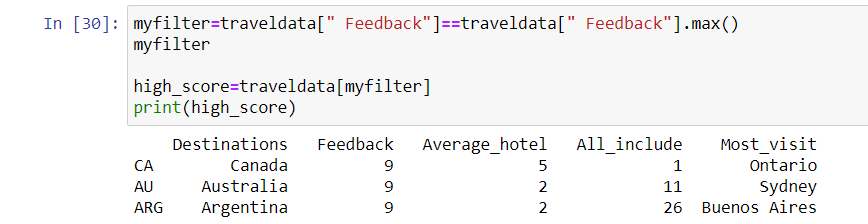 In [30]: myfilter=traveldata[" Feedback"]==traveldata[" Feedback"].max()
myfilter
high_score=traveldata[myfilter]
print(high_score)
Destinations Feedback Average_hotel All_include Most_visit
CA Canada 9 5 1 Ontario
AU Australia 9 2 11 Sydney
ARG Argentina 9 2 26 Buenos Aires